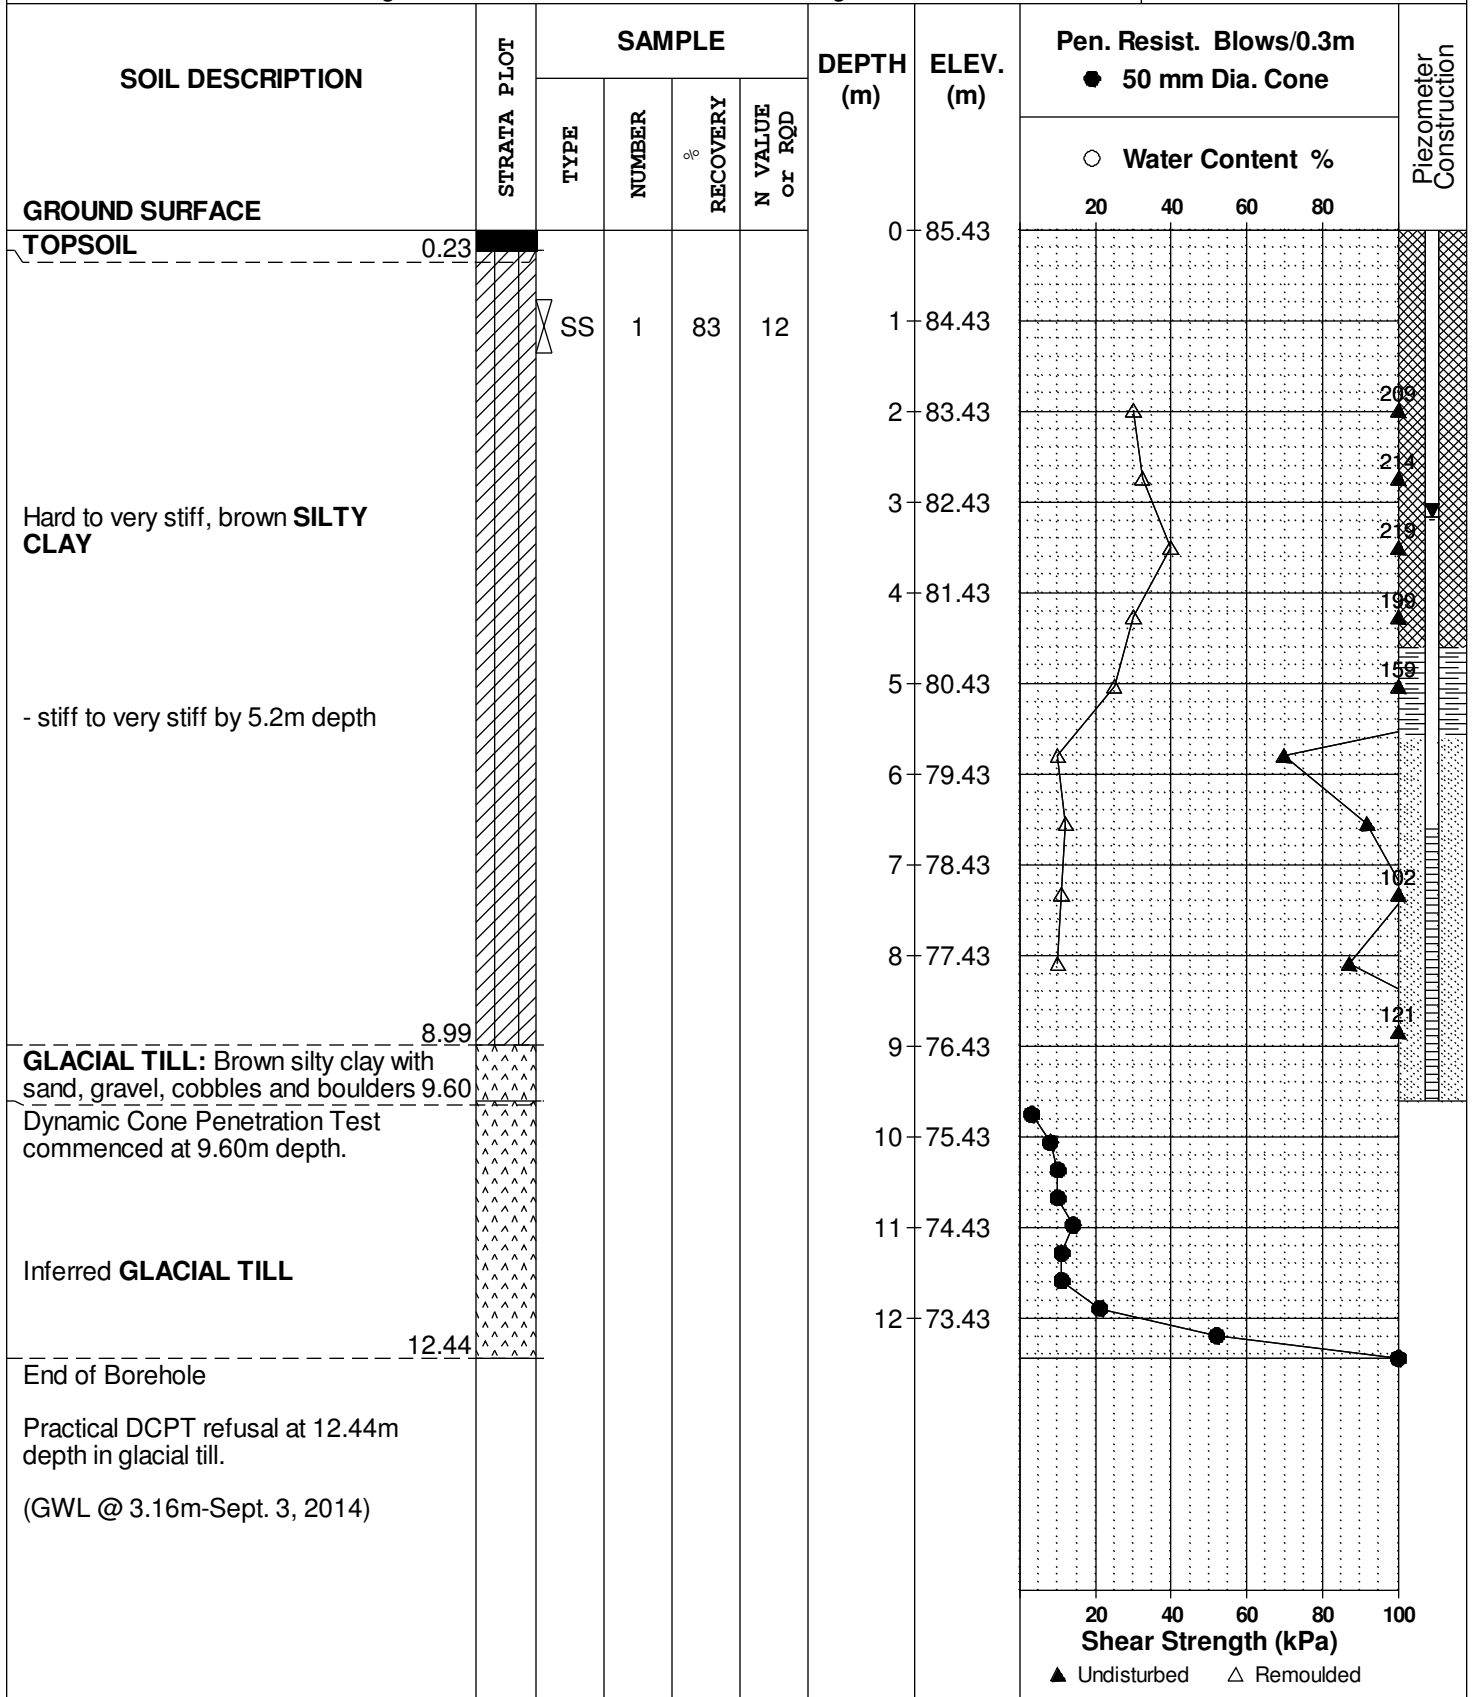 SOIL DESCRIPTION
GROUND SURFACE
STRATA PLOT
SAMPLE
TYPE
NUMBER
% RECOVERY
N VALUE or RQD
DEPTH (m)
ELEV. (m)
Pen. Resist. Blows/0.3m
● 50 mm Dia. Cone
○ Water Content %
20 40 60 80
Piezometer Construction
TOPSOIL 0.23
0 85.43
SS 1 83 12
1 84.43
2 83.43
209
214
3 82.43
Hard to very stiff, brown SILTY
CLAY
219
4 81.43
199
159
5 80.43
- stiff to very stiff by 5.2m depth
6 79.43
7 78.43
102
8 77.43
121
8.99
9 76.43
GLACIAL TILL: Brown silty clay with
sand, gravel, cobbles and boulders 9.60
Dynamic Cone Penetration Test
commenced at 9.60m depth.
10 75.43
11 74.43
Inferred GLACIAL TILL
12 73.43
12.44
End of Borehole
Practical DCPT refusal at 12.44m
depth in glacial till.
(GWL @ 3.16m-Sept. 3, 2014)
20 40 60 80 100
Shear Strength (kPa)
▲ Undisturbed △ Remoulded